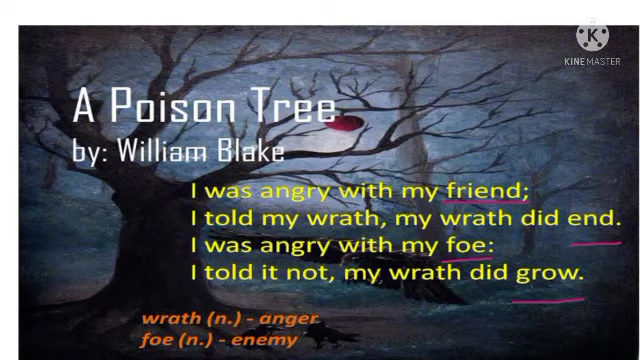 KINEMASTER
A Poison Tree
by: William Blake
I was angry with my friend;
I told my wrath, my wrath did end.
I was angry with my foe:
I told it not, my wrath did grow.
wrath (n.) - anger
foe (n.) - enemy